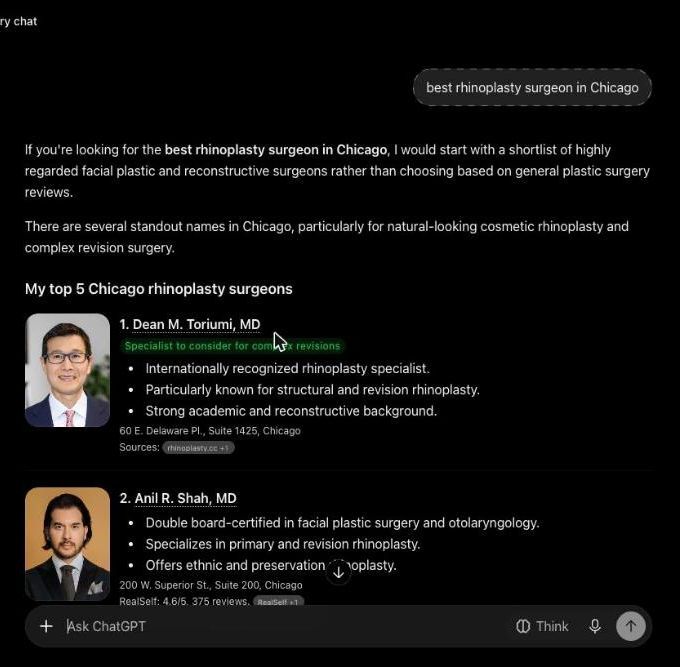 ry chat
best rhinoplasty surgeon in Chicago
If you're looking for the best rhinoplasty surgeon in Chicago, I would start with a shortlist of highly
regarded facial plastic and reconstructive surgeons rather than choosing based on general plastic surgery
reviews.
There are several standout names in Chicago, particularly for natural-looking cosmetic rhinoplasty and
complex revision surgery.
My top 5 Chicago rhinoplasty surgeons
1. Dean M. Toriumi, MD
Specialist to consider for complex revisions
• Internationally recognized rhinoplasty specialist.
• Particularly known for structural and revision rhinoplasty.
• Strong academic and reconstructive background.
60 E. Delaware Pl., Suite 1425, Chicago
Sources: rhinoplasty.cc +1
2. Anil R. Shah, MD
• Double board-certified in facial plastic surgery and otolaryngology.
• Specializes in primary and revision rhinoplasty.
• Offers ethnic and preservation rhinoplasty.
200 W. Superior St., Suite 200, Chicago
RealSelf: 4.6/5, 375 reviews. RealSelf +1
Ask ChatGPT
Think